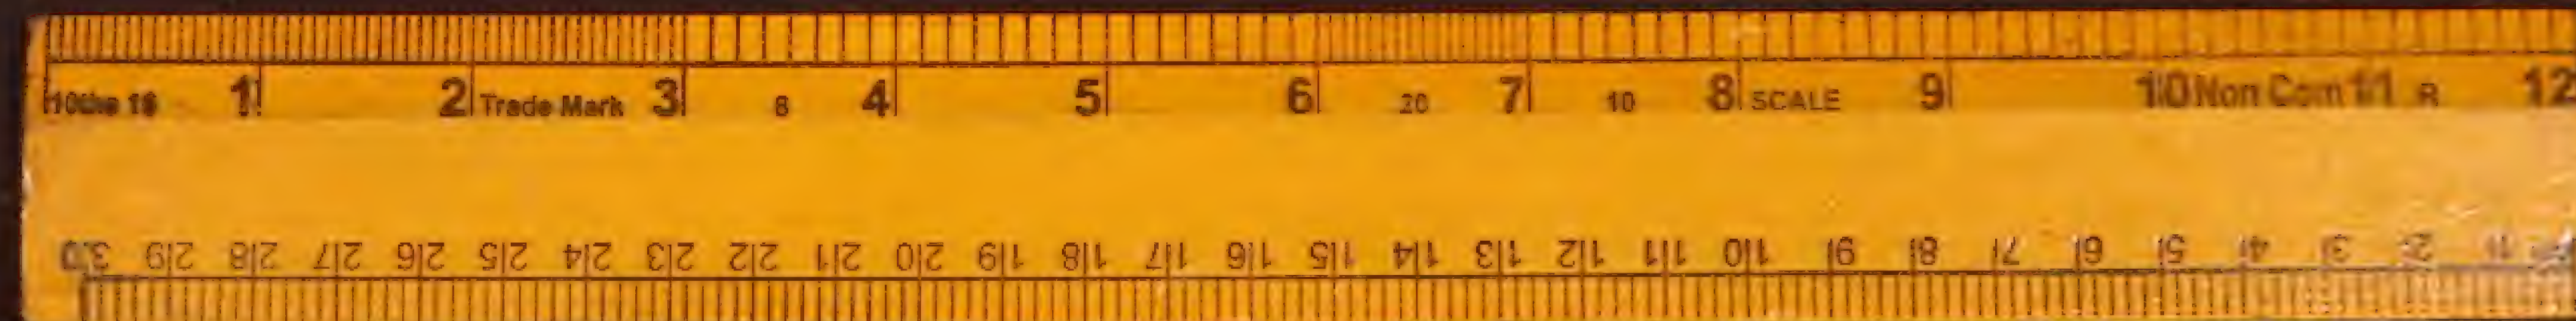 10ths 16 1 2 Trade Mark 3 8 4 5 6 20 7 10 8 SCALE 9 10 Non Com 11 R 12
1 2 3 4 5 6 7 8 9 10 11 12 13 14 15 16 17 18 19 20 21 22 23 24 25 26 27 28 29 30